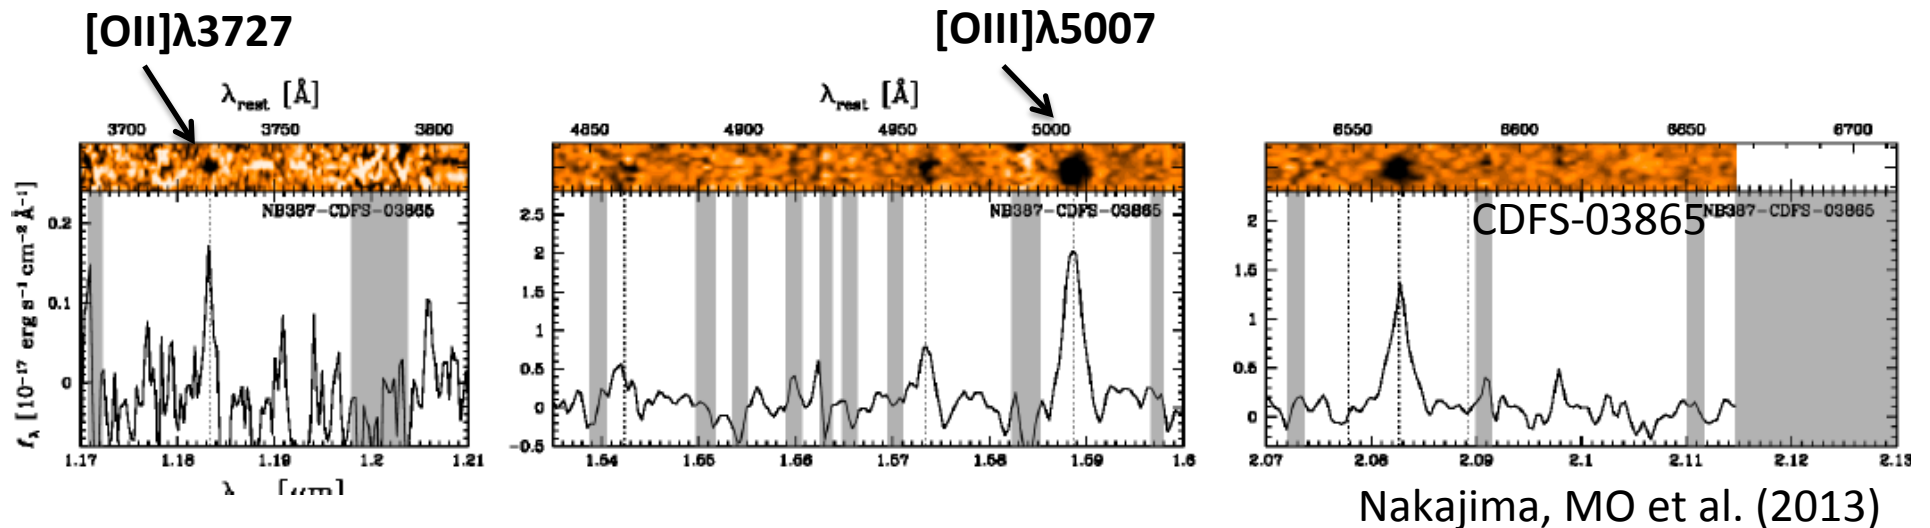 [OII]λ3727
[OIII]λ5007
λrest [Å]
λrest [Å]
3700 3750 3800
4850 4900 4950 5000
6550 6600 6650 6700
NB387-CDFS-03865
NB387-CDFS-03865
CDFS-03865
NB387-CDFS-03865
fλ [10⁻¹⁷ erg s⁻¹ cm⁻² Å⁻¹]
0.2
0.1
0
2.5
2
1.5
1
0.5
0
-0.5
2
1.5
1
0.5
0
1.17 1.18 1.19 1.2 1.21
1.54 1.55 1.56 1.57 1.58 1.59 1.6
2.07 2.08 2.09 2.1 2.11 2.12 2.13
Nakajima, MO et al. (2013)